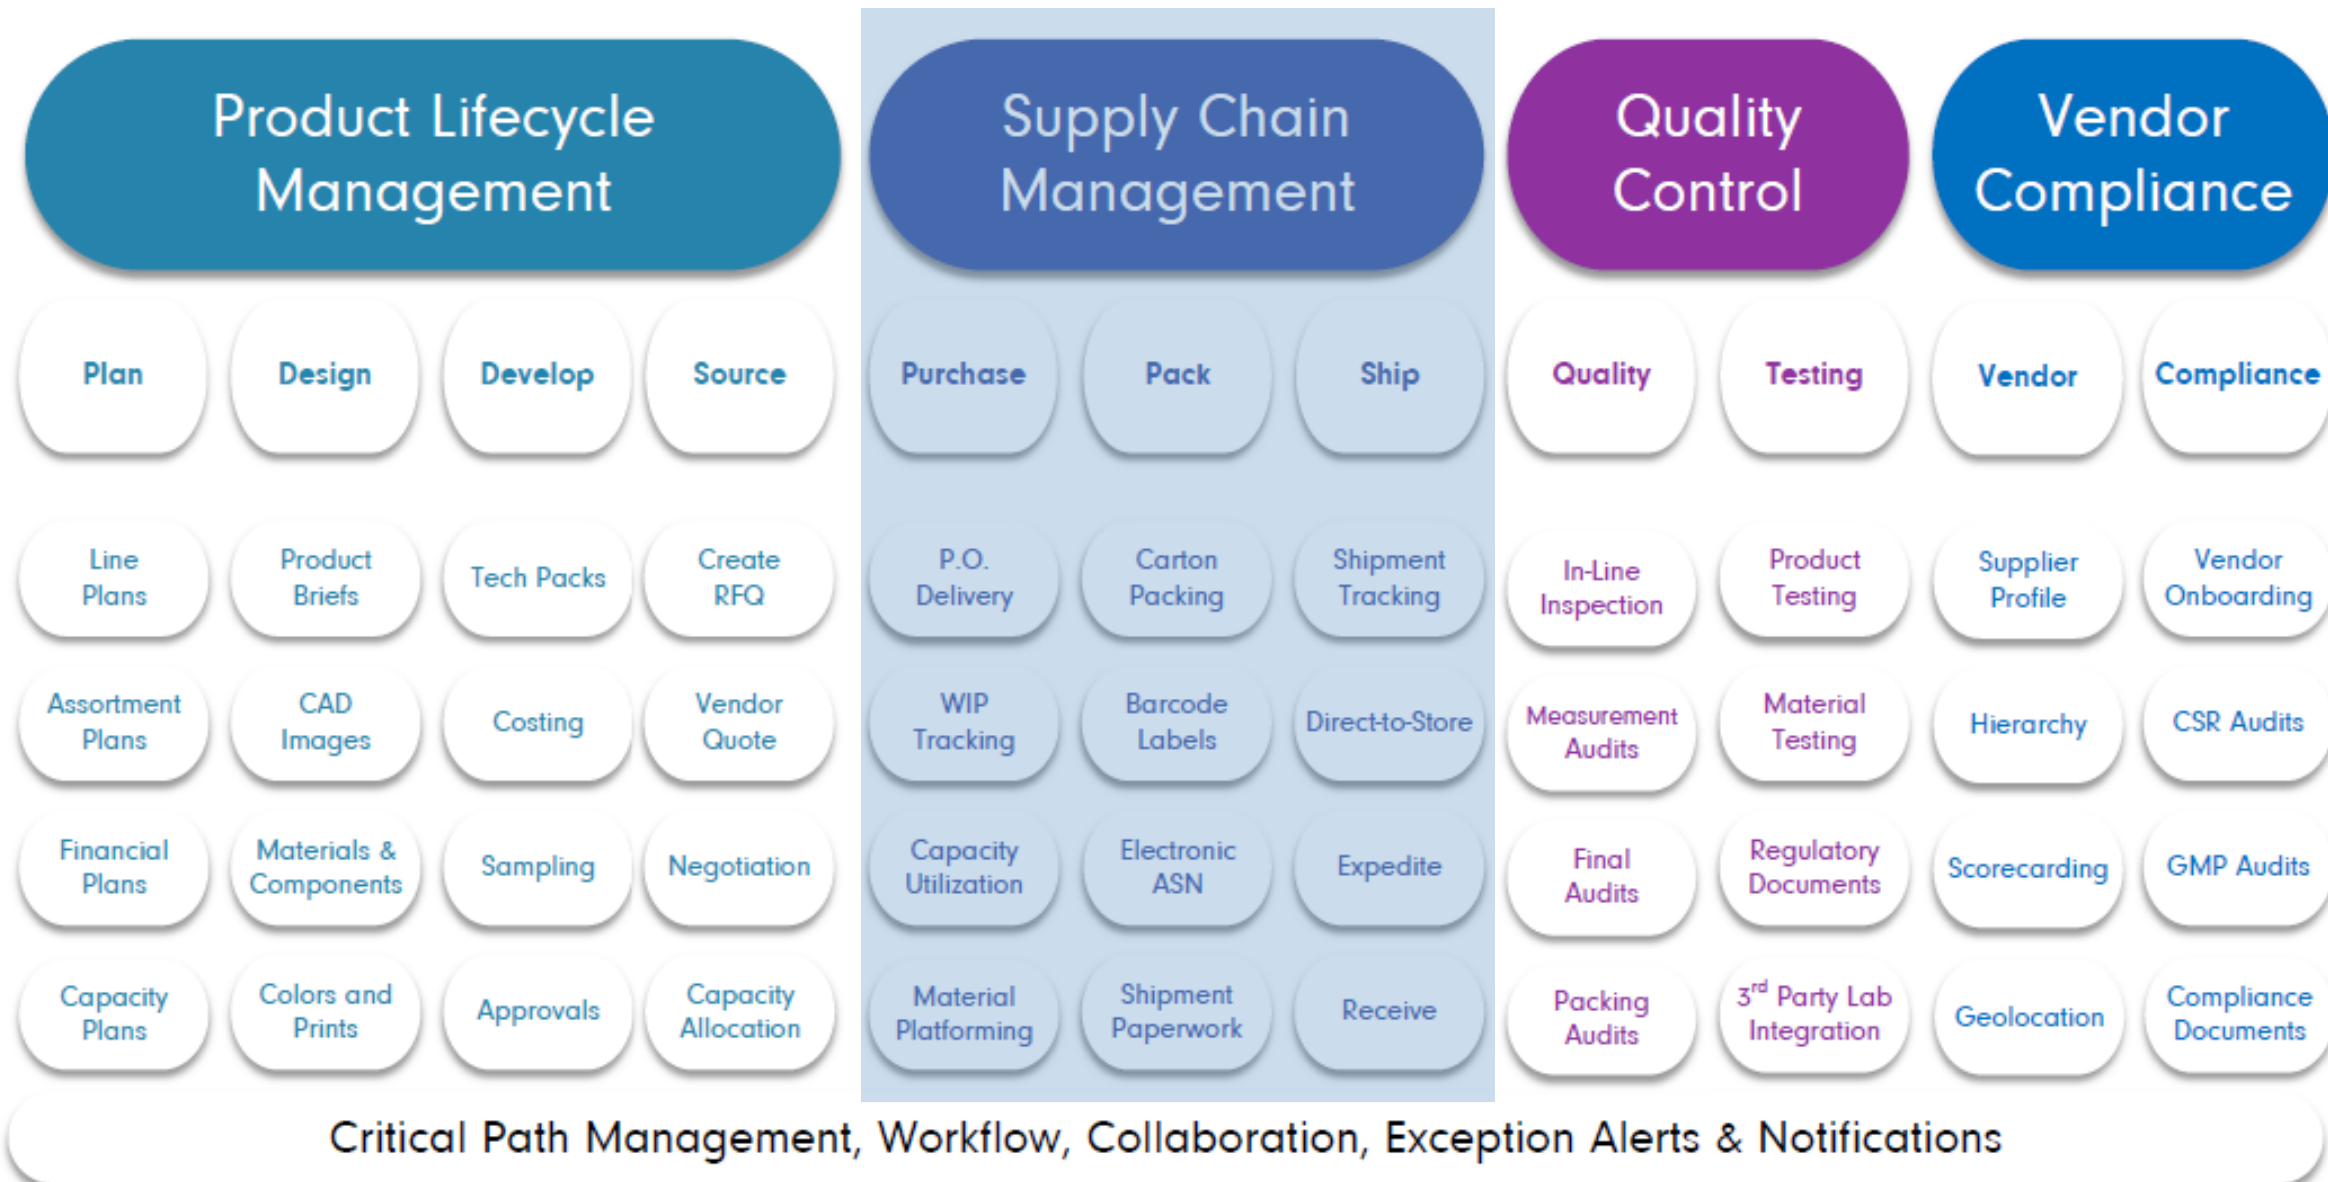 Product Lifecycle
Management
Supply Chain
Management
Quality
Control
Vendor
Compliance
Plan
Design
Develop
Source
Purchase
Pack
Ship
Quality
Testing
Vendor
Compliance
Line
Plans
Product
Briefs
Tech Packs
Create
RFQ
P.O.
Delivery
Carton
Packing
Shipment
Tracking
In-Line
Inspection
Product
Testing
Supplier
Profile
Vendor
Onboarding
Assortment
Plans
CAD
Images
Costing
Vendor
Quote
WIP
Tracking
Barcode
Labels
Direct-to-Store
Measurement
Audits
Material
Testing
Hierarchy
CSR Audits
Financial
Plans
Materials &
Components
Sampling
Negotiation
Capacity
Utilization
Electronic
ASN
Expedite
Final
Audits
Regulatory
Documents
Scorecarding
GMP Audits
Capacity
Plans
Colors and
Prints
Approvals
Capacity
Allocation
Material
Platforming
Shipment
Paperwork
Receive
Packing
Audits
3rd Party Lab
Integration
Geolocation
Compliance
Documents
Critical Path Management, Workflow, Collaboration, Exception Alerts & Notifications